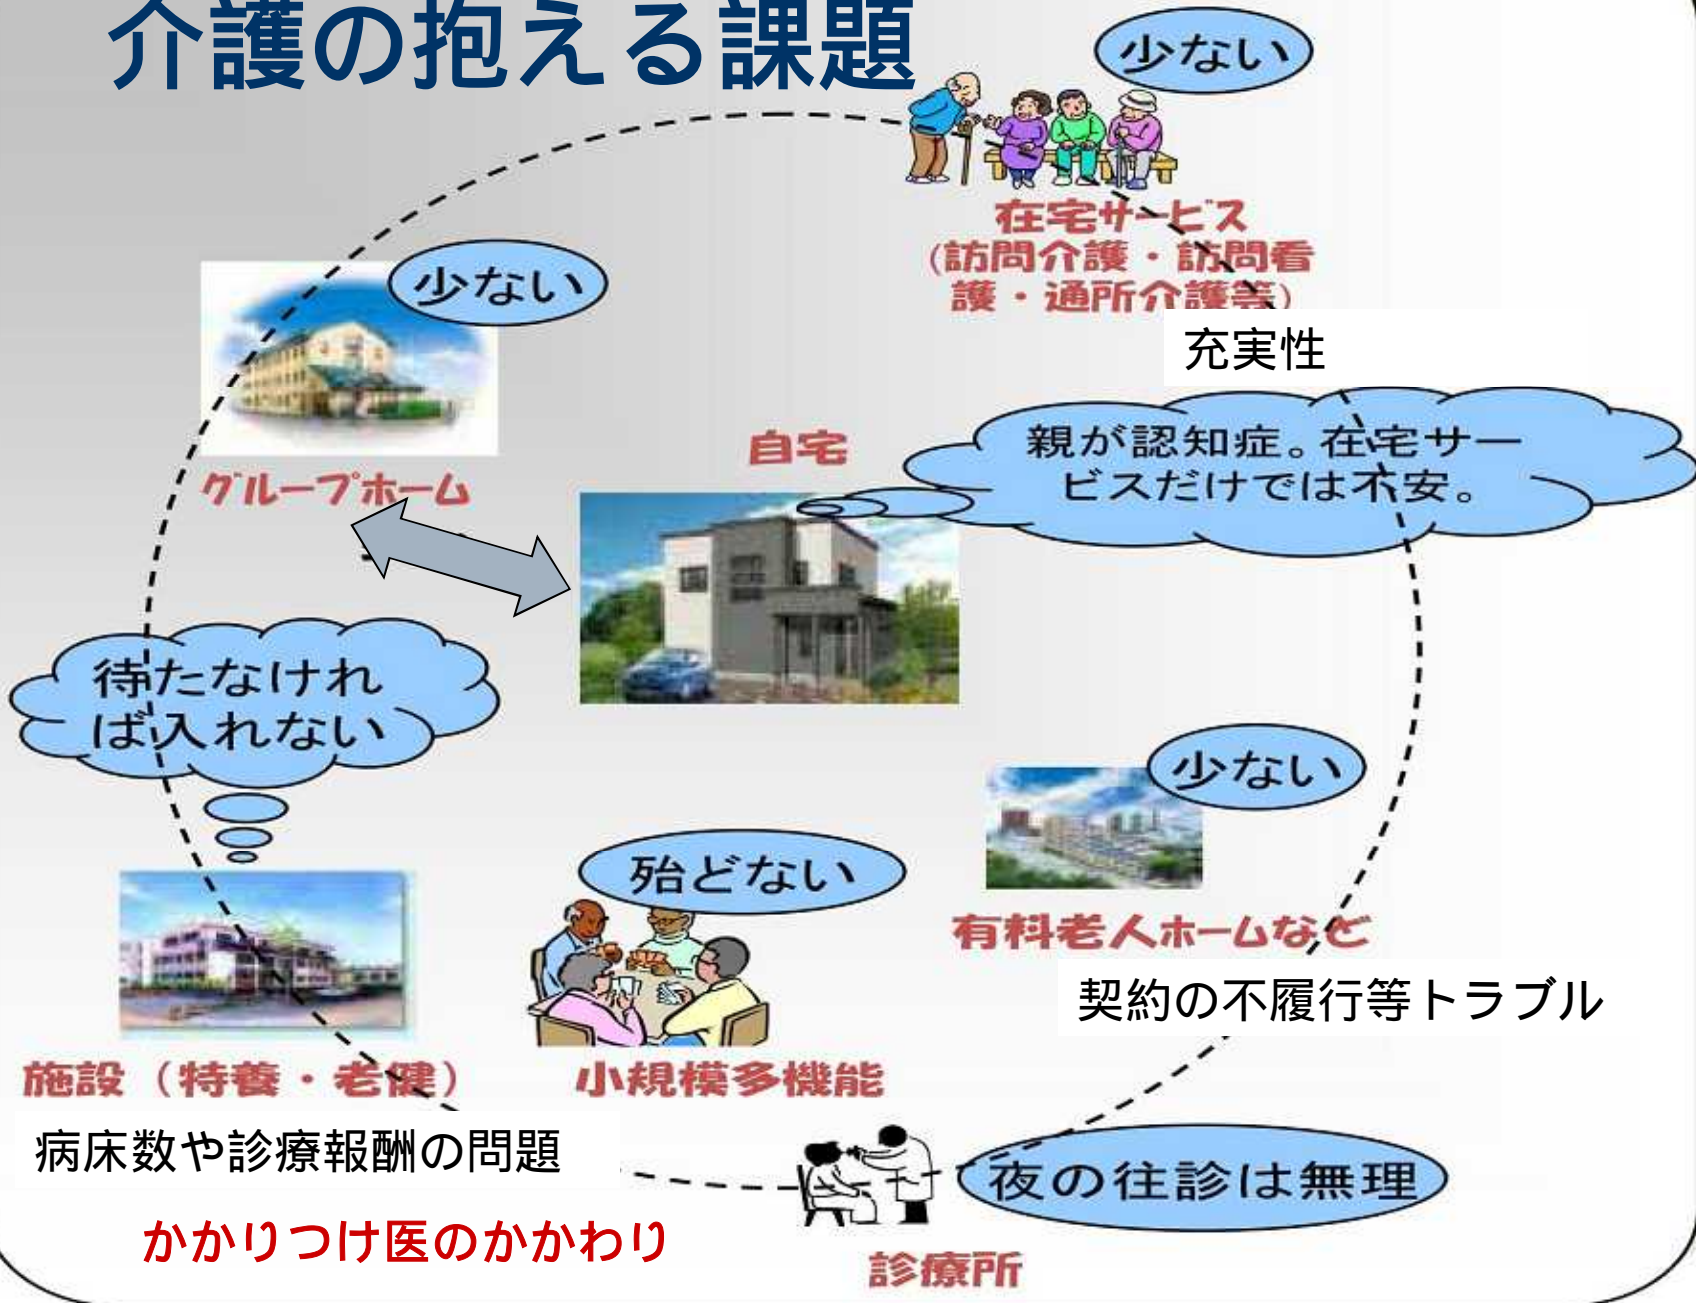 介護の抱える課題
少ない
在宅サービス
(訪問介護・訪問看
護・通所介護等)
充実性
少ない
グループホーム
自宅
親が認知症。在宅サー
ビスだけでは不安。
待たなけれ
ば入れない
少ない
有料老人ホームなど
契約の不履行等トラブル
殆どない
施設（特養・老健）
小規模多機能
病床数や診療報酬の問題
夜の往診は無理
かかりつけ医のかかわり
診療所